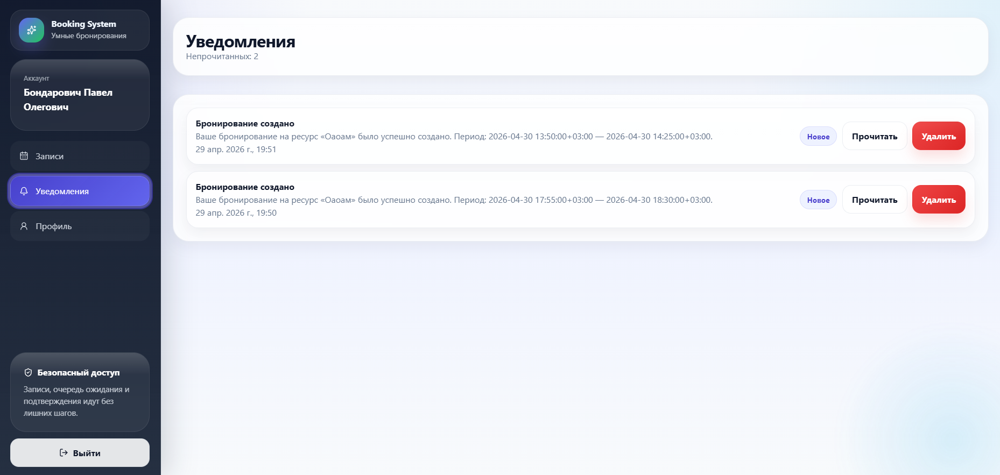 Booking System
Умные бронирования
Аккаунт
Бондарович Павел
Олегович
Записи
Уведомления
Профиль
Безопасный доступ
Записи, очередь ожидания и
подтверждения идут без
лишних шагов.
Выйти
Уведомления
Непрочитанных: 2
Бронирование создано
Ваше бронирование на ресурс «Оаоам» было успешно создано. Период: 2026-04-30 13:50:00+03:00 — 2026-04-30 14:25:00+03:00.
29 апр. 2026 г., 19:51
Новое
Прочитать
Удалить
Бронирование создано
Ваше бронирование на ресурс «Оаоам» было успешно создано. Период: 2026-04-30 17:55:00+03:00 — 2026-04-30 18:30:00+03:00.
29 апр. 2026 г., 19:50
Новое
Прочитать
Удалить